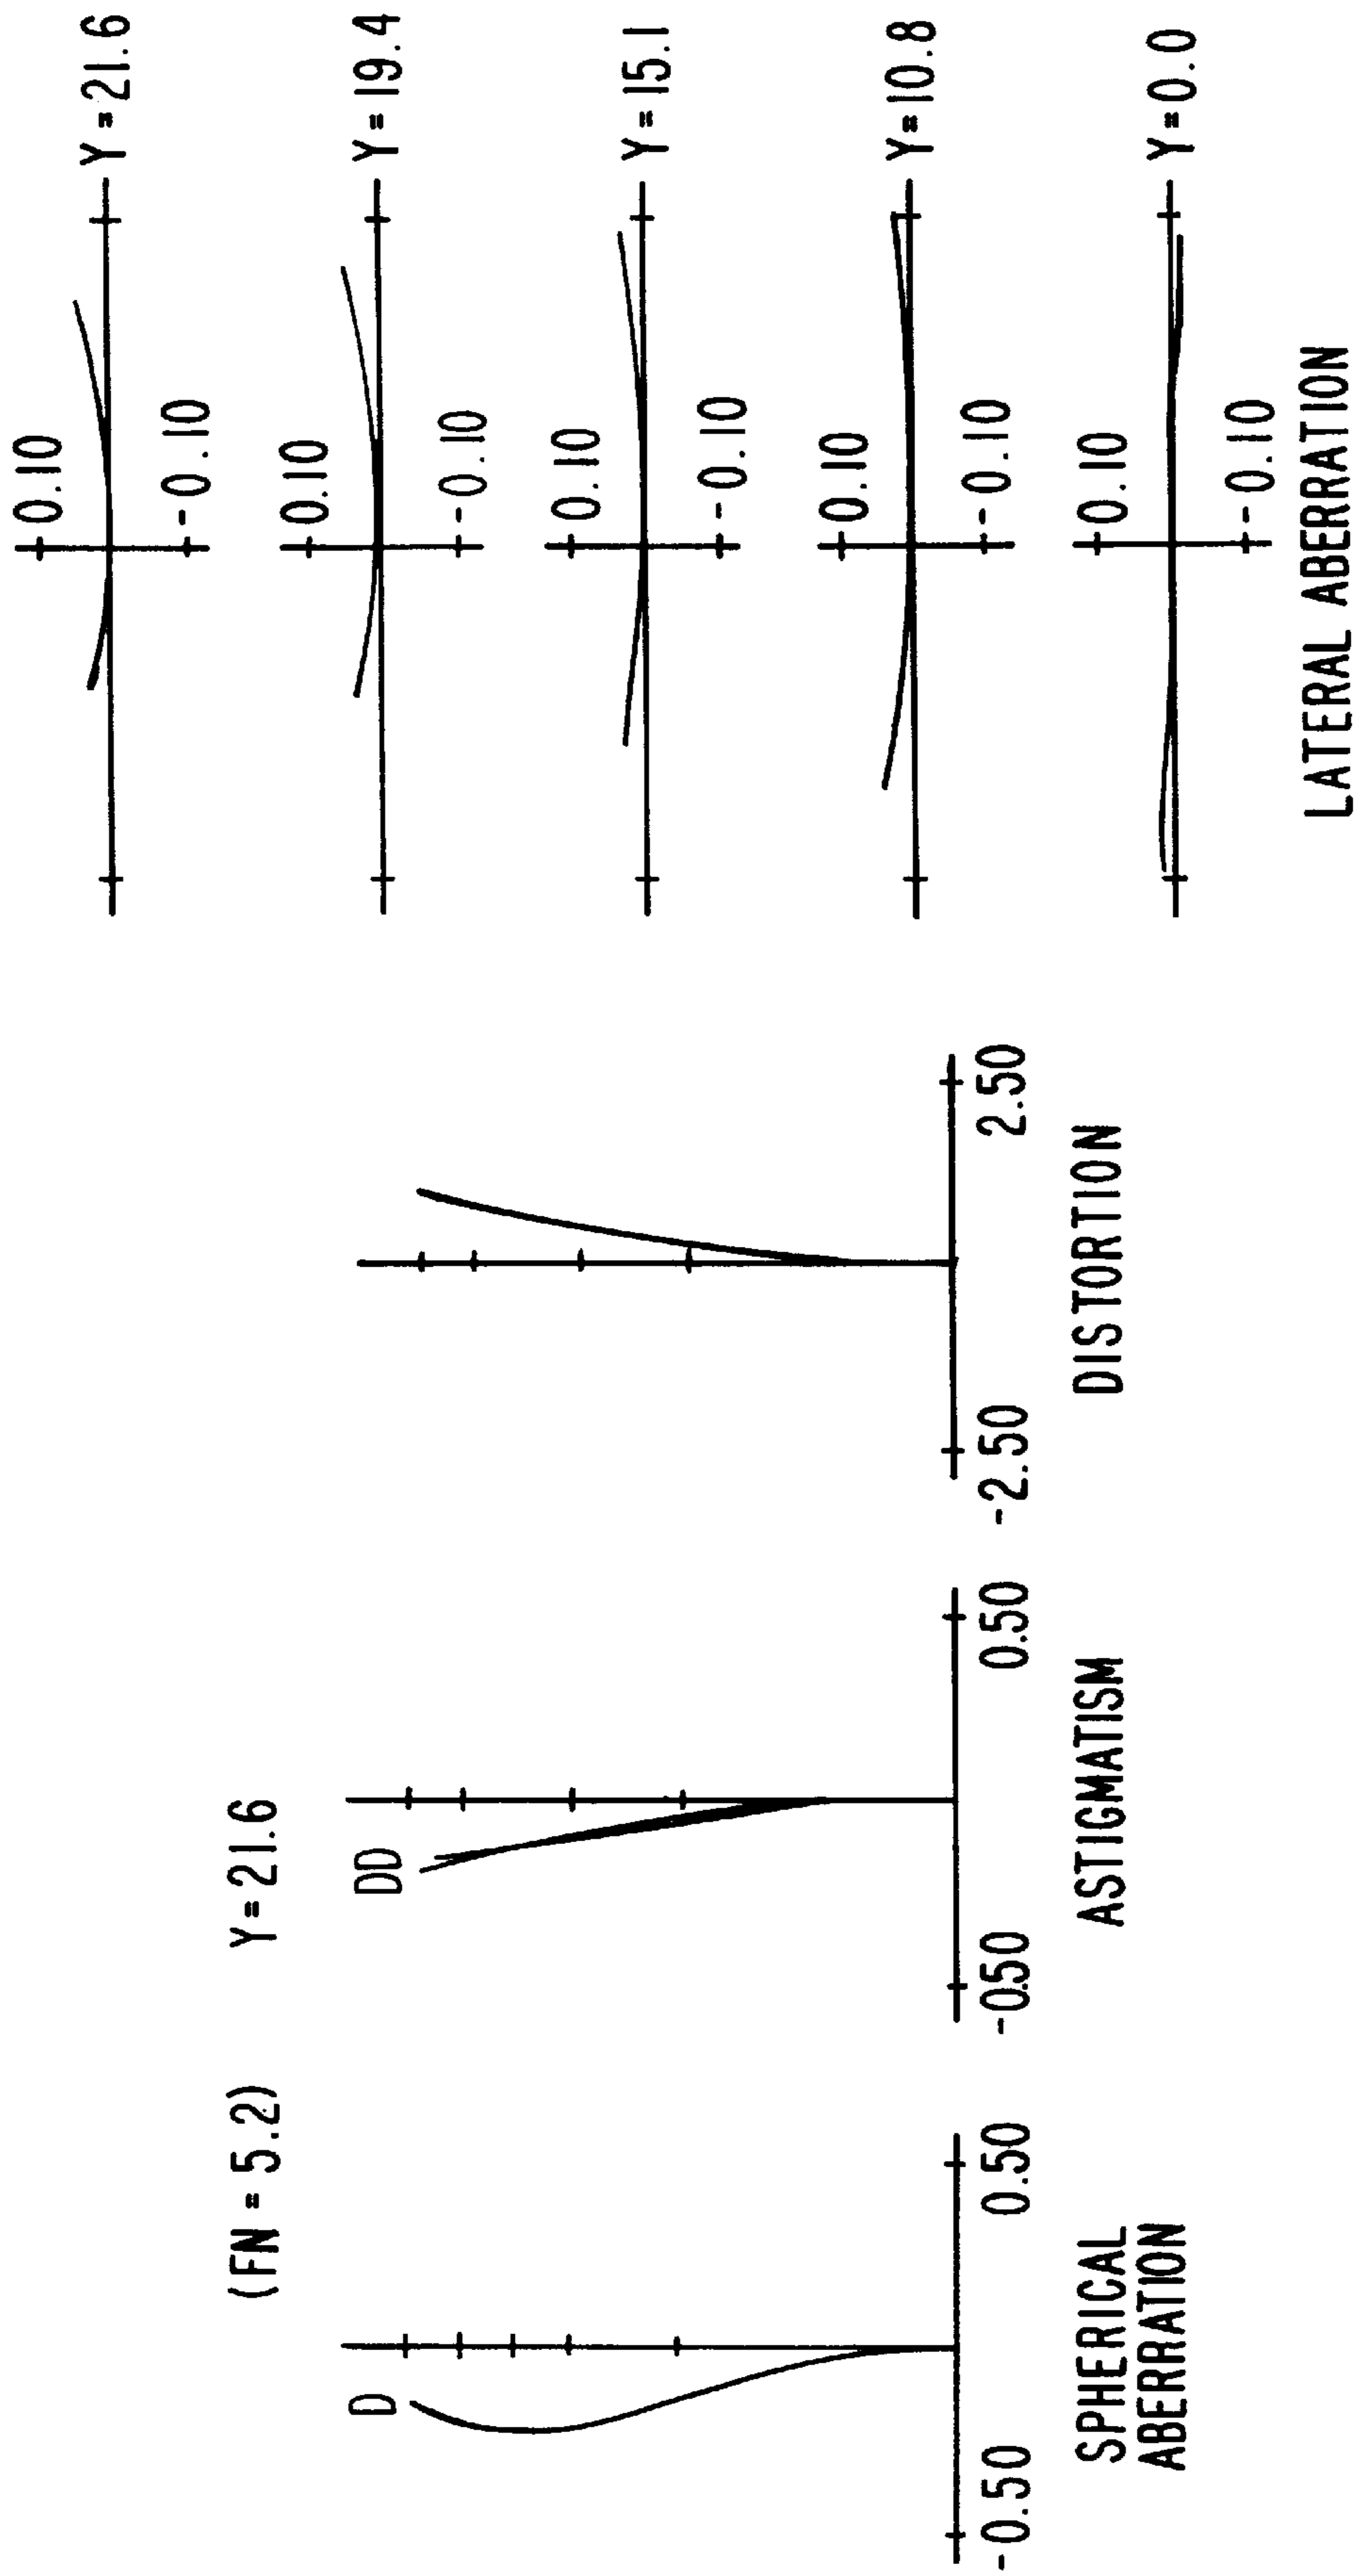 (FN = 5.2)
Y = 21.6
D
-0.50
0.50
SPHERICAL
ABERRATION
DD
-0.50
0.50
ASTIGMATISM
-2.50
2.50
DISTORTION
0.10
-0.10
Y = 21.6
0.10
-0.10
Y = 19.4
0.10
-0.10
Y = 15.1
0.10
-0.10
Y = 10.8
0.10
-0.10
Y = 0.0
LATERAL ABERRATION